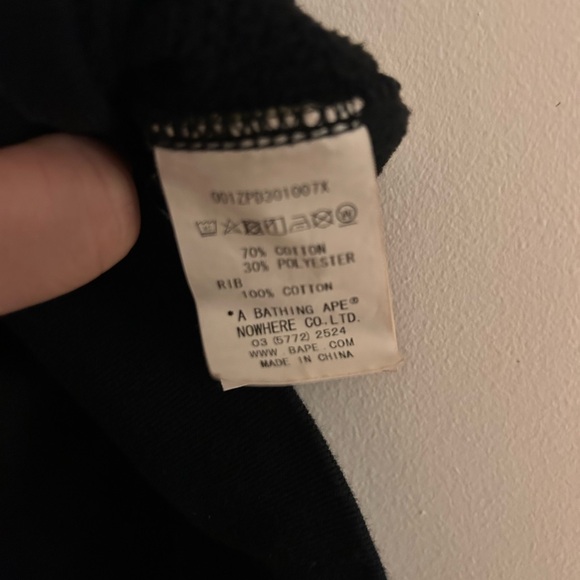 001ZPD301007X
70% COTTON
30% POLYESTER
RIB
100% COTTON
*A BATHING APE®
NOWHERE CO.LTD.
03 (5772) 2524
WWW.BAPE.COM
MADE IN CHINA